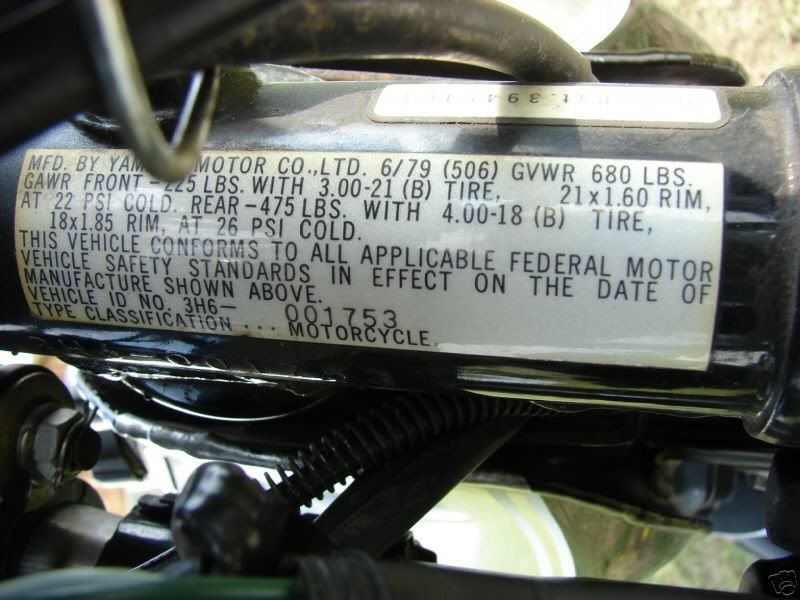 MFD. BY YAM MOTOR CO.,LTD. 6/79 (506) GVWR 680 LBS.
GAWR FRONT -225 LBS. WITH 3.00-21 (B) TIRE, 21x1.60 RIM,
AT 22 PSI COLD. REAR -475 LBS. WITH 4.00-18 (B) TIRE,
18x1.85 RIM, AT 26 PSI COLD.
THIS VEHICLE CONFORMS TO ALL APPLICABLE FEDERAL MOTOR
VEHICLE SAFETY STANDARDS IN EFFECT ON THE DATE OF
MANUFACTURE SHOWN ABOVE.
VEHICLE ID NO. 3H6- 001753
TYPE CLASSIFICATION ... MOTORCYCLE.